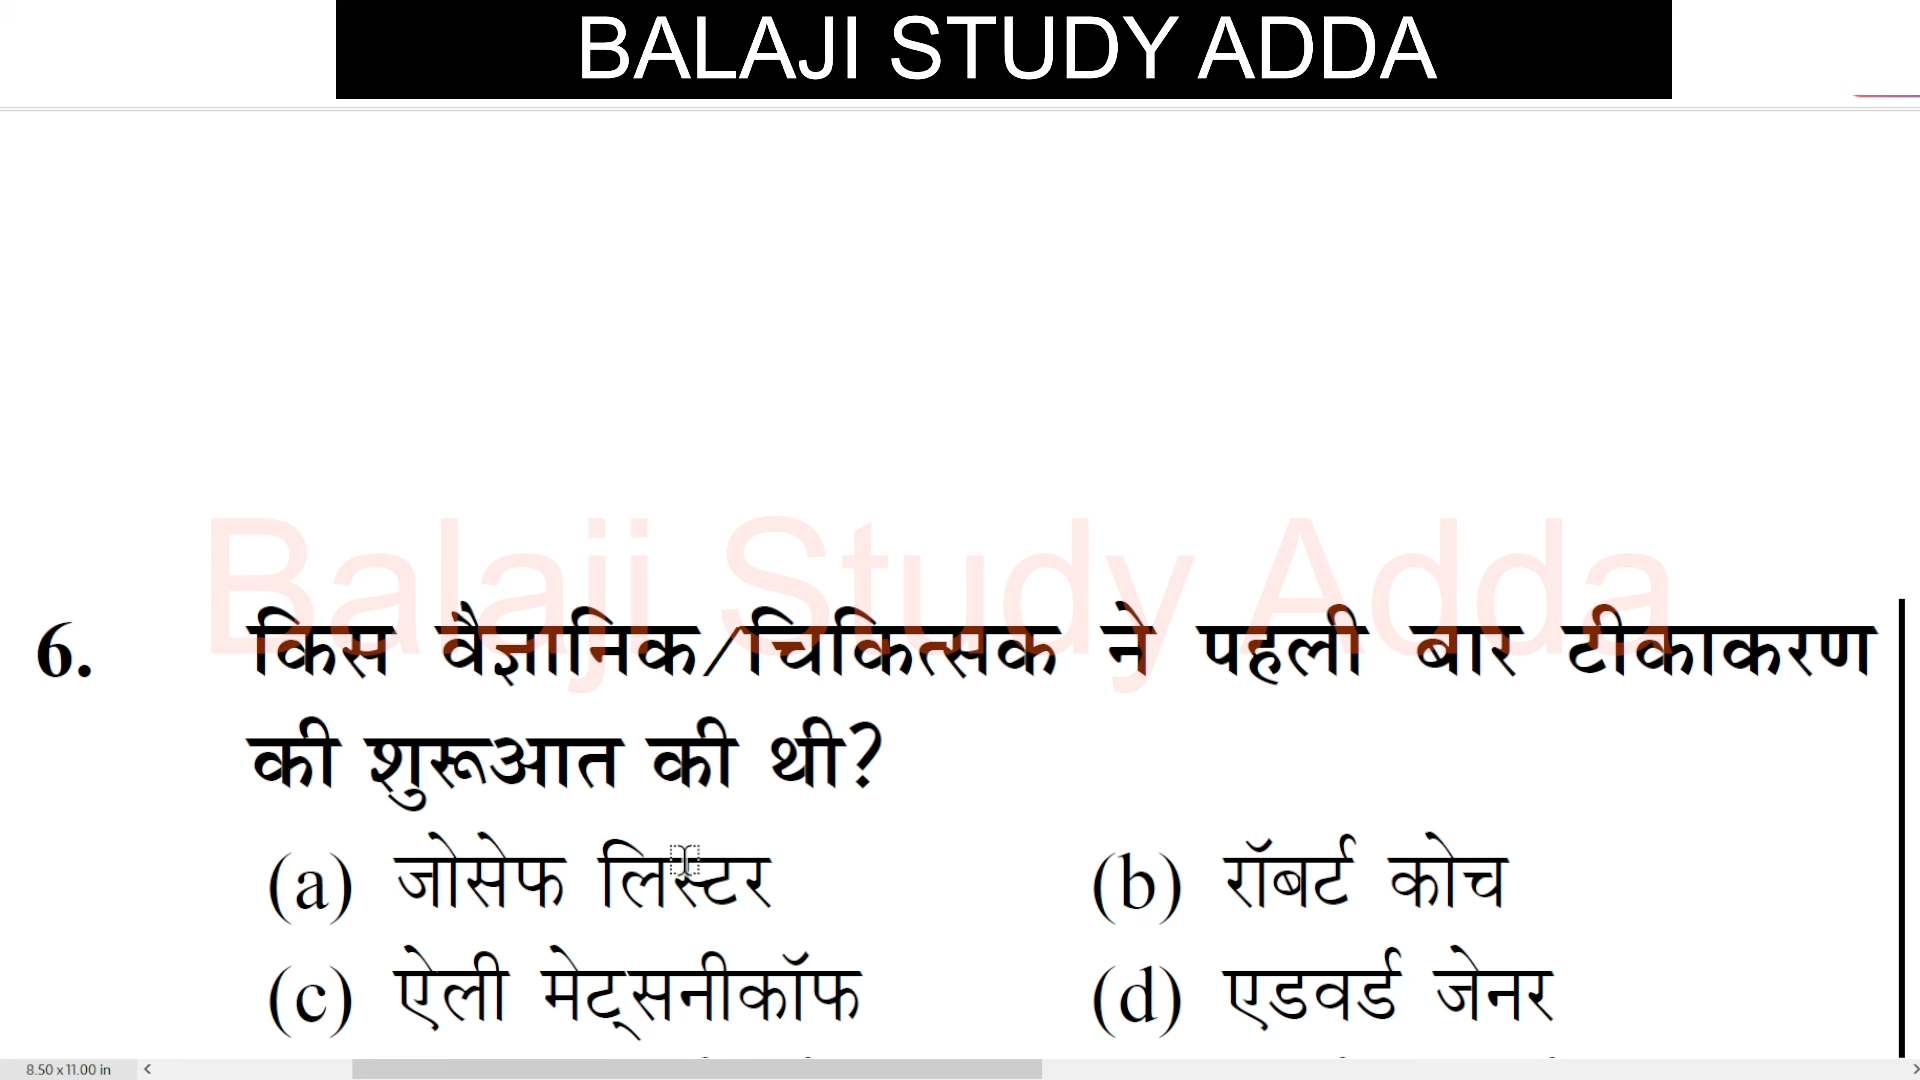 BALAJI STUDY ADDA
Balaji Study Adda
6. किस वैज्ञानिक/चिकित्सक ने पहली बार टीकाकरण
की शुरूआत की थी?
(a) जोसेफ लिस्टर (b) रॉबर्ट कोच
(c) ऐली मेट्सनीकॉफ (d) एडवर्ड जेनर
8.50 x 11.00 in